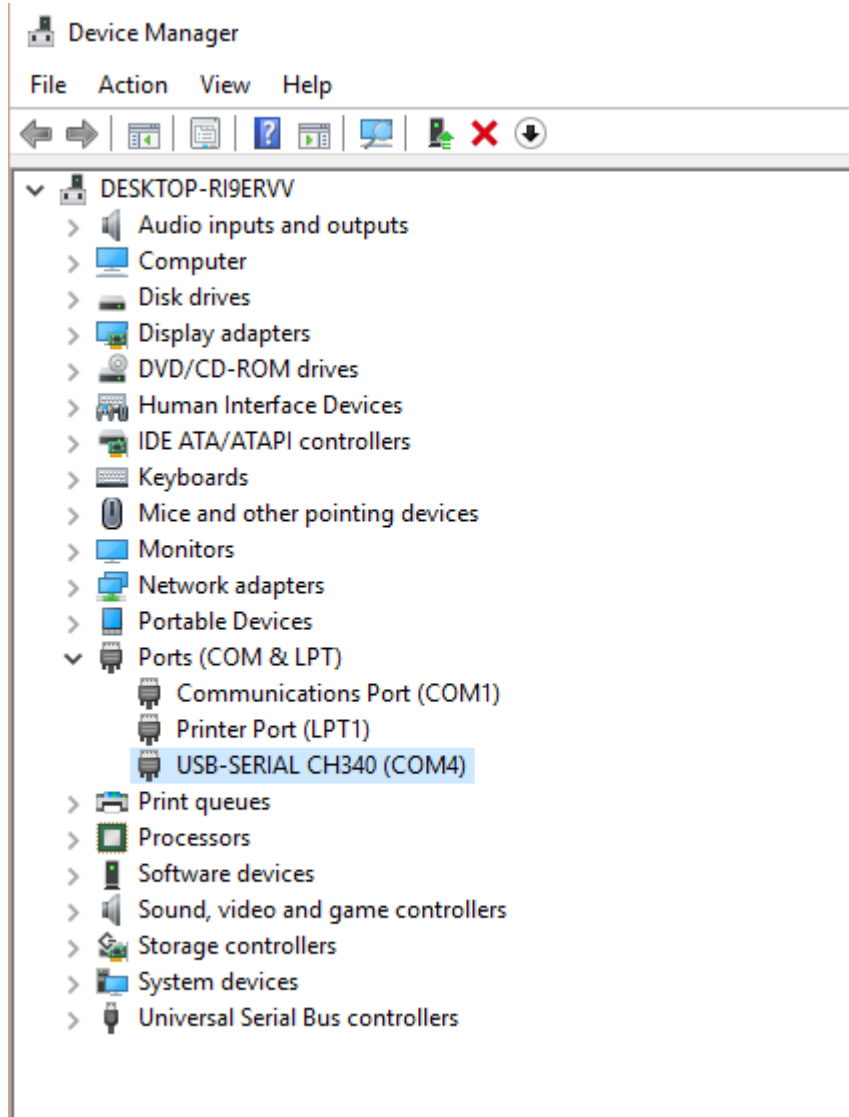 Device Manager
File Action View Help
DESKTOP-RI9ERVV
Audio inputs and outputs
Computer
Disk drives
Display adapters
DVD/CD-ROM drives
Human Interface Devices
IDE ATA/ATAPI controllers
Keyboards
Mice and other pointing devices
Monitors
Network adapters
Portable Devices
Ports (COM & LPT)
Communications Port (COM1)
Printer Port (LPT1)
USB-SERIAL CH340 (COM4)
Print queues
Processors
Software devices
Sound, video and game controllers
Storage controllers
System devices
Universal Serial Bus controllers